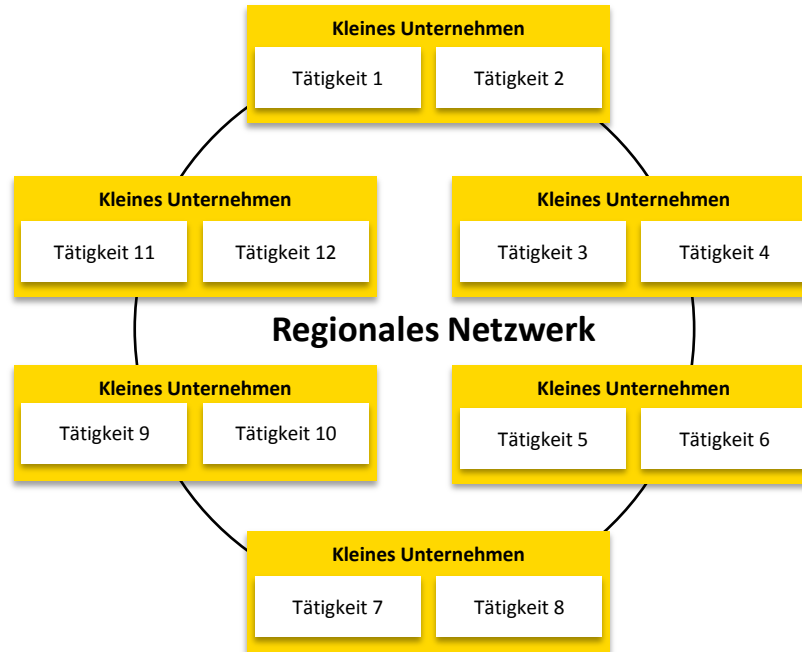 Kleines Unternehmen
Tätigkeit 1
Tätigkeit 2
Kleines Unternehmen
Tätigkeit 11
Tätigkeit 12
Kleines Unternehmen
Tätigkeit 3
Tätigkeit 4
Regionales Netzwerk
Kleines Unternehmen
Tätigkeit 9
Tätigkeit 10
Kleines Unternehmen
Tätigkeit 5
Tätigkeit 6
Kleines Unternehmen
Tätigkeit 7
Tätigkeit 8